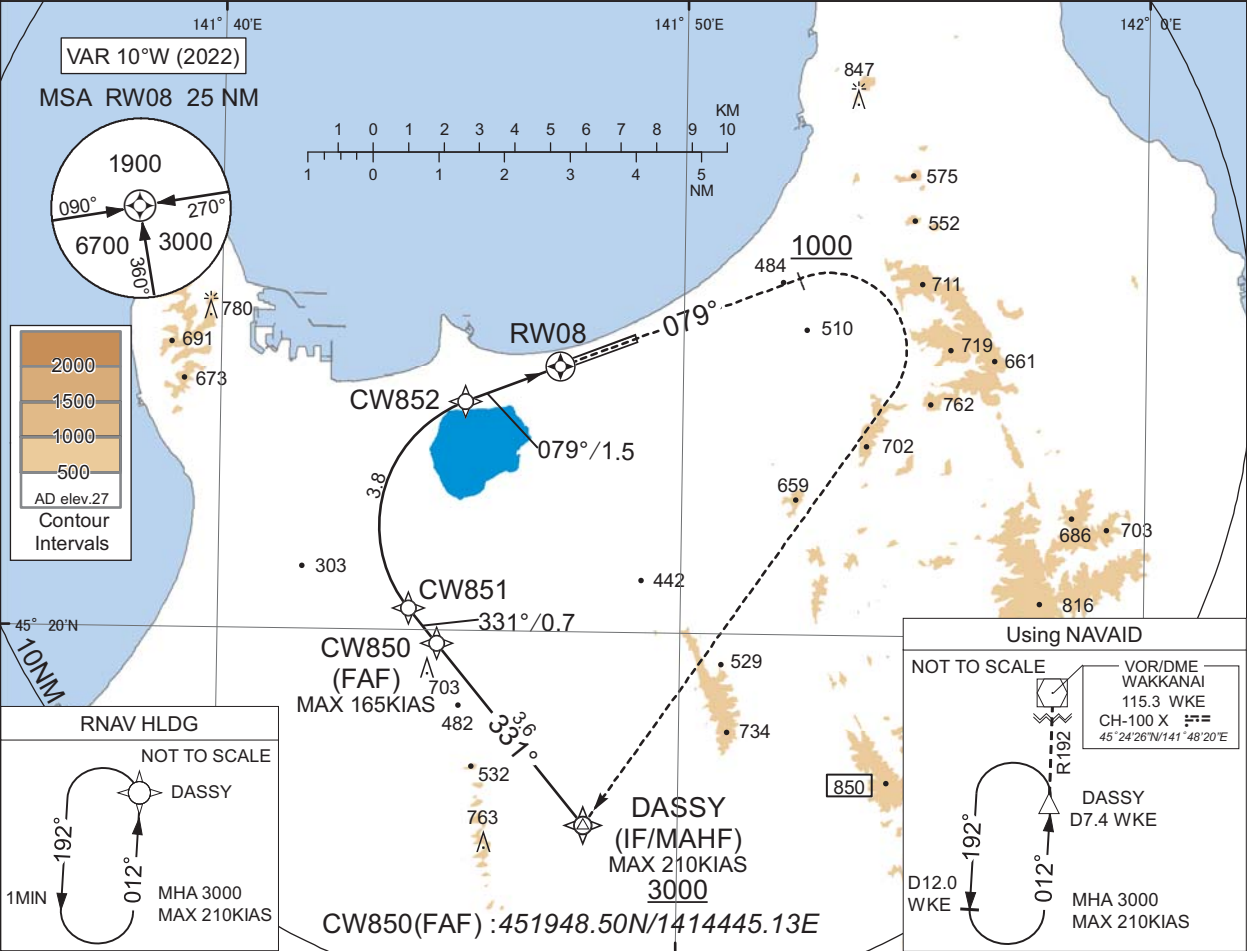 141° 40'E
141° 50'E
142° 0'E
VAR 10°W (2022)
MSA RW08 25 NM
1900
090°
270°
6700
3000
360°
KM
1 0 1 2 3 4 5 6 7 8 9 10
1 0 1 2 3 4 5
NM
847
575
552
1000
484
711
780
079°
510
RW08
691
719
661
673
2000
1500
1000
500
AD elev.27
Contour
Intervals
CW852
762
079°/1.5
702
3.8
659
686
703
303
442
CW851
816
331°/0.7
45° 20'N
CW850
(FAF)
MAX 165KIAS
10NM
703
482
529
3.6
331°
734
532
850
763
DASSY
(IF/MAHF)
MAX 210KIAS
3000
CW850(FAF) :451948.50N/1414445.13E
RNAV HLDG
NOT TO SCALE
DASSY
192°
012°
1MIN
MHA 3000
MAX 210KIAS
Using NAVAID
NOT TO SCALE
VOR/DME
WAKKANAI
115.3 WKE
CH-100 X
45°24'26"N/141°48'20"E
R192
DASSY
D7.4 WKE
192°
012°
D12.0
WKE
MHA 3000
MAX 210KIAS